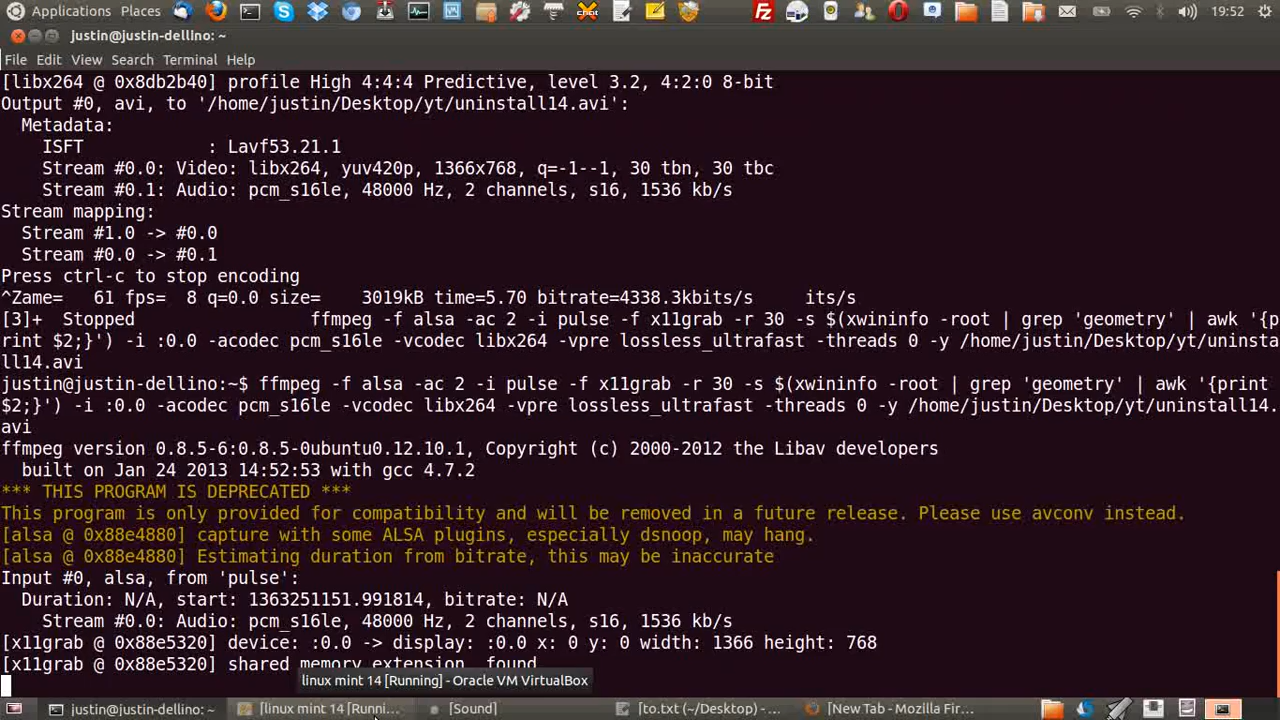 Applications Places 19:52
justin@justin-dellino: ~
File Edit View Search Terminal Help
[libx264 @ 0x8db2b40] profile High 4:4:4 Predictive, level 3.2, 4:2:0 8-bit
Output #0, avi, to '/home/justin/Desktop/yt/uninstall14.avi':
Metadata:
ISFT : Lavf53.21.1
Stream #0.0: Video: libx264, yuv420p, 1366x768, q=-1--1, 30 tbn, 30 tbc
Stream #0.1: Audio: pcm_s16le, 48000 Hz, 2 channels, s16, 1536 kb/s
Stream mapping:
Stream #1.0 -> #0.0
Stream #0.0 -> #0.1
Press ctrl-c to stop encoding
^Zame= 61 fps= 8 q=0.0 size= 3019kB time=5.70 bitrate=4338.3kbits/s its/s
[3]+ Stopped ffmpeg -f alsa -ac 2 -i pulse -f x11grab -r 30 -s $(xwininfo -root | grep 'geometry' | awk '{p
rint $2;}') -i :0.0 -acodec pcm_s16le -vcodec libx264 -vpre lossless_ultrafast -threads 0 -y /home/justin/Desktop/yt/uninsta
ll14.avi
justin@justin-dellino:~$ ffmpeg -f alsa -ac 2 -i pulse -f x11grab -r 30 -s $(xwininfo -root | grep 'geometry' | awk '{print
$2;}') -i :0.0 -acodec pcm_s16le -vcodec libx264 -vpre lossless_ultrafast -threads 0 -y /home/justin/Desktop/yt/uninstall14.
avi
ffmpeg version 0.8.5-6:0.8.5-0ubuntu0.12.10.1, Copyright (c) 2000-2012 the Libav developers
built on Jan 24 2013 14:52:53 with gcc 4.7.2
*** THIS PROGRAM IS DEPRECATED ***
This program is only provided for compatibility and will be removed in a future release. Please use avconv instead.
[alsa @ 0x88e4880] capture with some ALSA plugins, especially dsnoop, may hang.
[alsa @ 0x88e4880] Estimating duration from bitrate, this may be inaccurate
Input #0, alsa, from 'pulse':
Duration: N/A, start: 1363251151.991814, bitrate: N/A
Stream #0.0: Audio: pcm_s16le, 48000 Hz, 2 channels, s16, 1536 kb/s
[x11grab @ 0x88e5320] device: :0.0 -> display: :0.0 x: 0 y: 0 width: 1366 height: 768
[x11grab @ 0x88e5320] shared memory extension found
linux mint 14 [Running] - Oracle VM VirtualBox
justin@justin-dellino: ~ [linux mint 14 [Runni... [Sound] [to.txt (~/Desktop) -... [New Tab - Mozilla Fir...